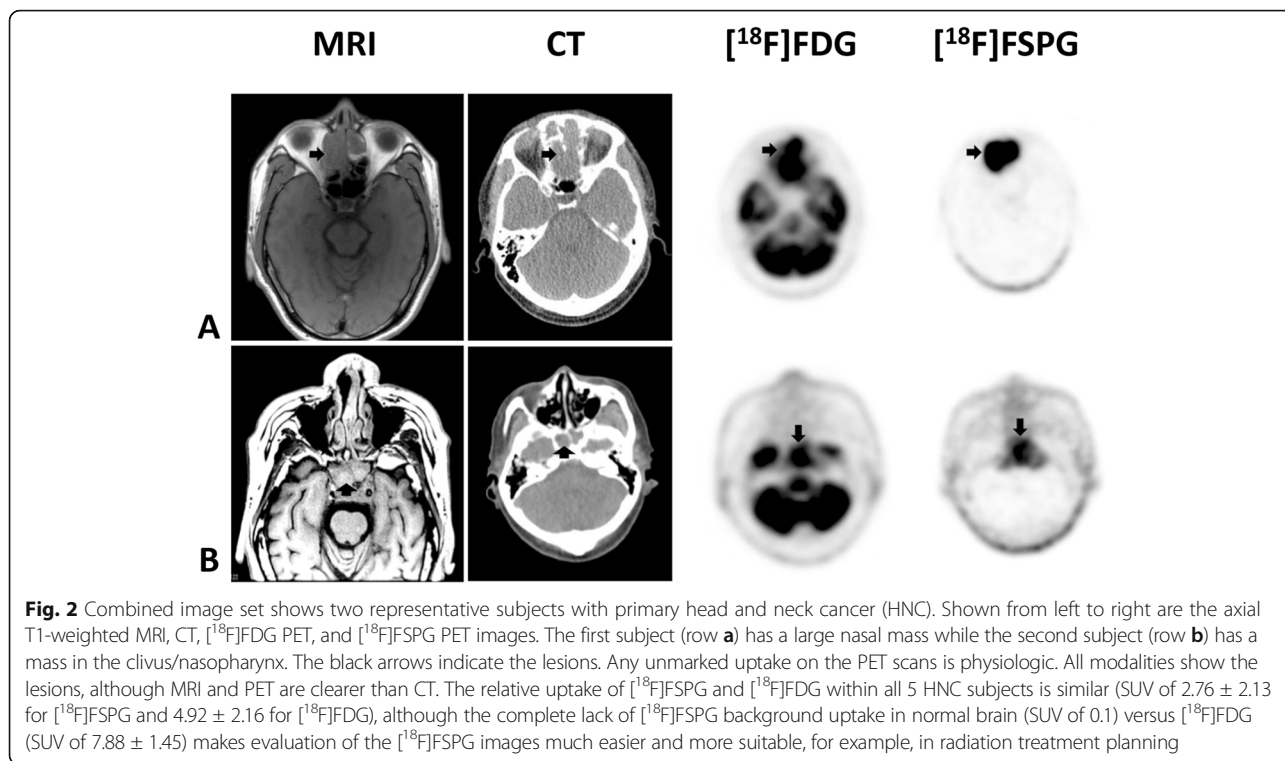 MRI CT [¹⁸F]FDG [¹⁸F]FSPG
A
B
Fig. 2 Combined image set shows two representative subjects with primary head and neck cancer (HNC). Shown from left to right are the axial
T1-weighted MRI, CT, [¹⁸F]FDG PET, and [¹⁸F]FSPG PET images. The first subject (row a) has a large nasal mass while the second subject (row b) has a
mass in the clivus/nasopharynx. The black arrows indicate the lesions. Any unmarked uptake on the PET scans is physiologic. All modalities show the
lesions, although MRI and PET are clearer than CT. The relative uptake of [¹⁸F]FSPG and [¹⁸F]FDG within all 5 HNC subjects is similar (SUV of 2.76 ± 2.13
for [¹⁸F]FSPG and 4.92 ± 2.16 for [¹⁸F]FDG), although the complete lack of [¹⁸F]FSPG background uptake in normal brain (SUV of 0.1) versus [¹⁸F]FDG
(SUV of 7.88 ± 1.45) makes evaluation of the [¹⁸F]FSPG images much easier and more suitable, for example, in radiation treatment planning